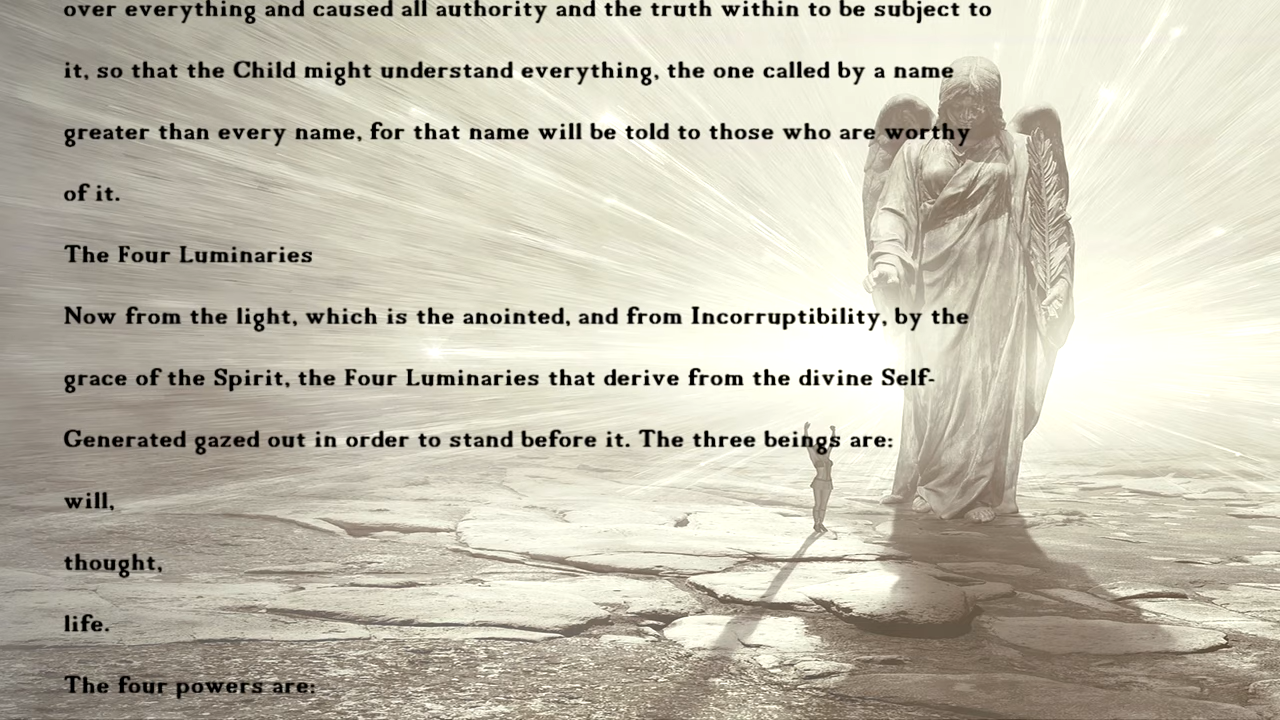 over everything and caused all authority and the truth within to be subject to
it, so that the Child might understand everything, the one called by a name
greater than every name, for that name will be told to those who are worthy
of it.
The Four Luminaries
Now from the light, which is the anointed, and from Incorruptibility, by the
grace of the Spirit, the Four Luminaries that derive from the divine Self-
Generated gazed out in order to stand before it. The three beings are:
will,
thought,
life.
The four powers are: